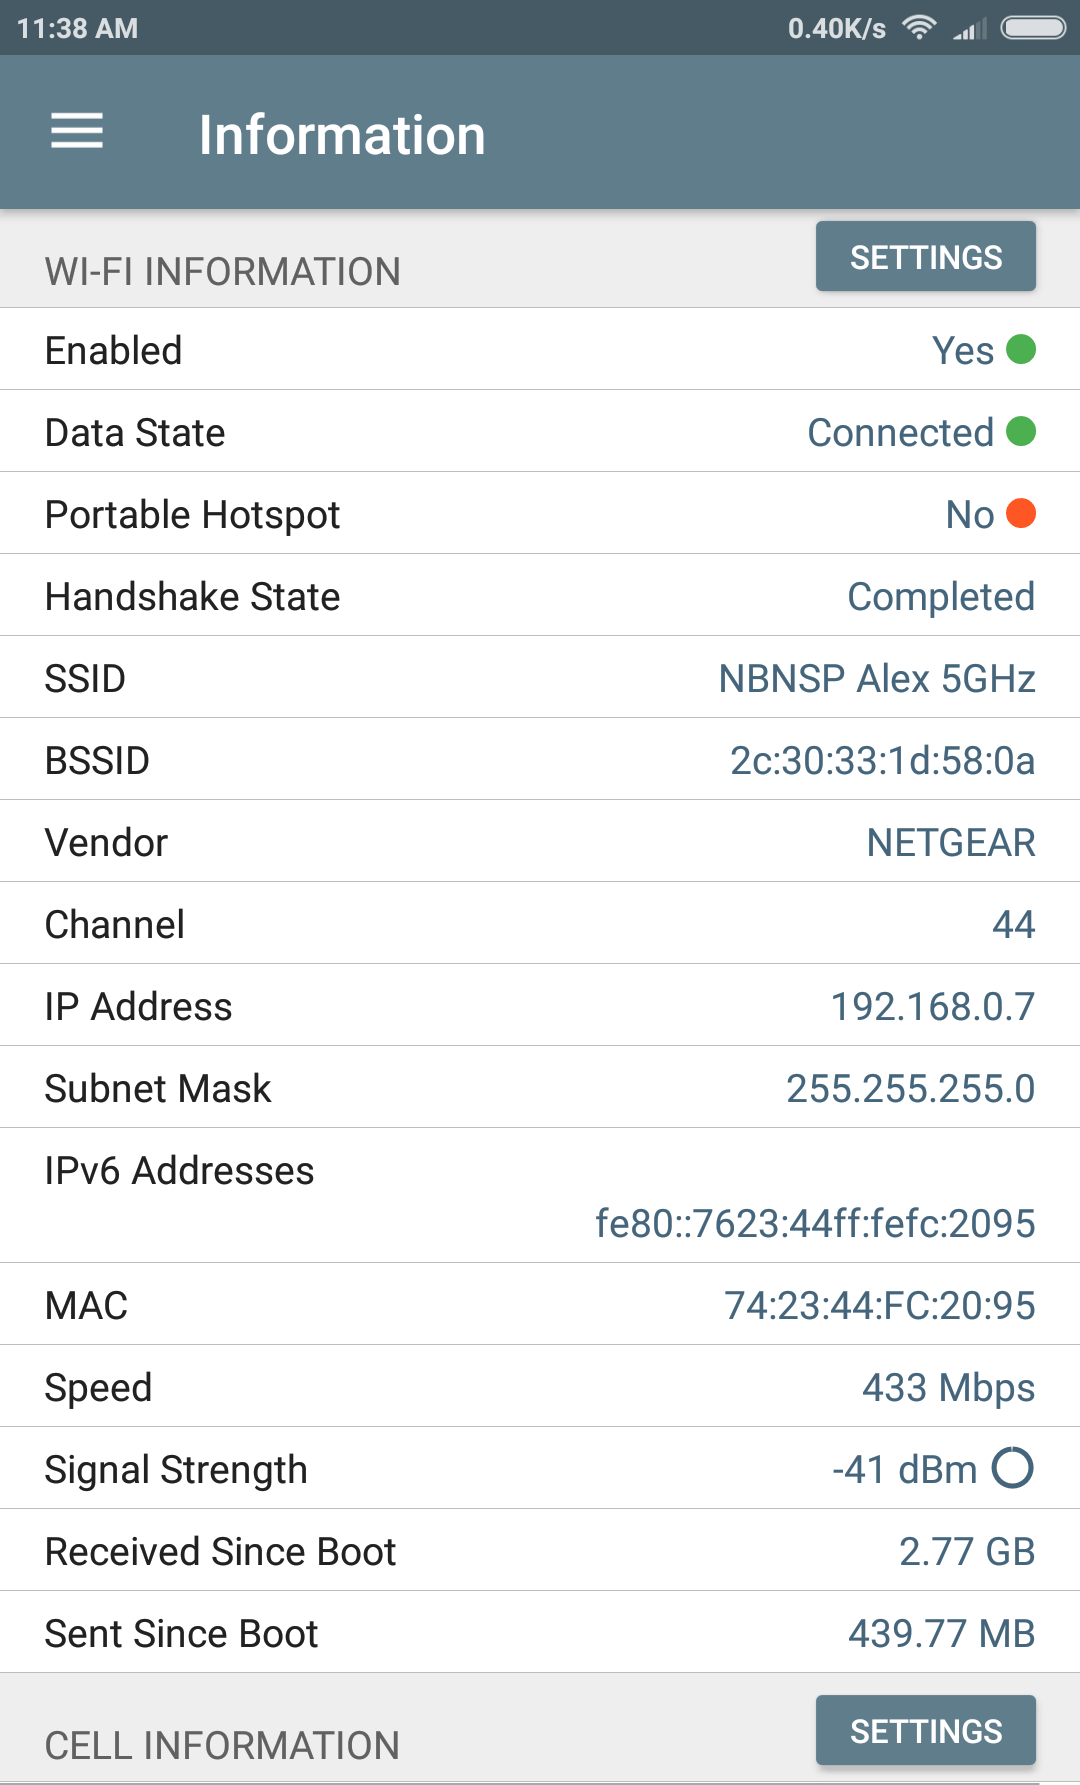 11:38 AM 0.40K/s
Information
WI-FI INFORMATION SETTINGS
Enabled Yes
Data State Connected
Portable Hotspot No
Handshake State Completed
SSID NBNSP Alex 5GHz
BSSID 2c:30:33:1d:58:0a
Vendor NETGEAR
Channel 44
IP Address 192.168.0.7
Subnet Mask 255.255.255.0
IPv6 Addresses
fe80::7623:44ff:fefc:2095
MAC 74:23:44:FC:20:95
Speed 433 Mbps
Signal Strength -41 dBm
Received Since Boot 2.77 GB
Sent Since Boot 439.77 MB
CELL INFORMATION SETTINGS